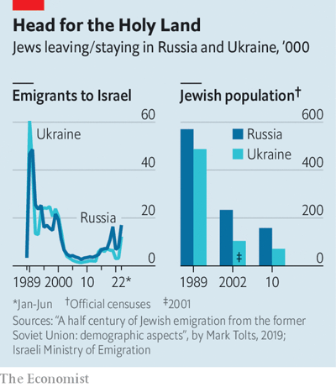 Head for the Holy Land
Jews leaving/staying in Russia and Ukraine, ’000
Emigrants to Israel
60
Ukraine
40
Russia
20
0
1989 2000 10 22*
Jewish population†
600
Russia
Ukraine
400
200
‡
0
1989 2002 10
*Jan-Jun †Official censuses ‡2001
Sources: “A half century of Jewish emigration from the former
Soviet Union: demographic aspects”, by Mark Tolts, 2019;
Israeli Ministry of Emigration
The Economist